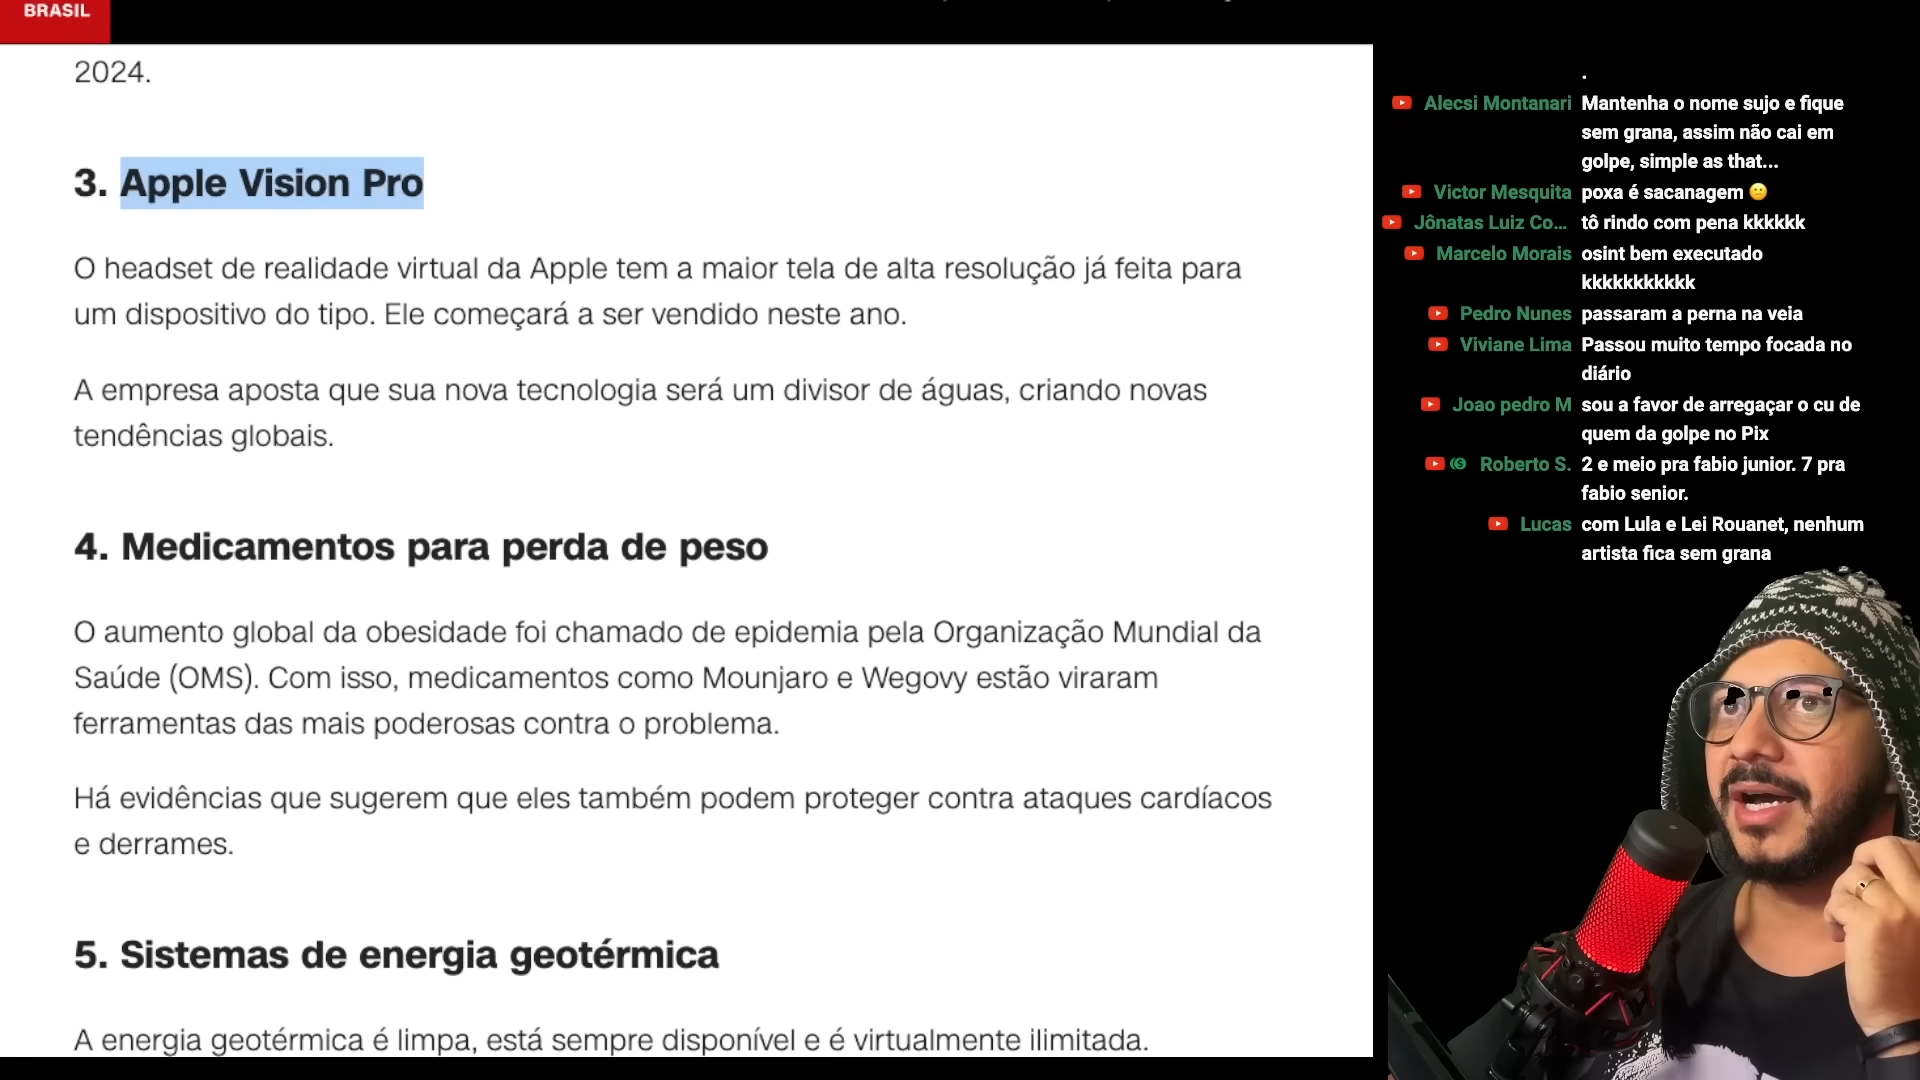 BRASIL
2024.
3. Apple Vision Pro
O headset de realidade virtual da Apple tem a maior tela de alta resolução já feita para
um dispositivo do tipo. Ele começará a ser vendido neste ano.
A empresa aposta que sua nova tecnologia será um divisor de águas, criando novas
tendências globais.
4. Medicamentos para perda de peso
O aumento global da obesidade foi chamado de epidemia pela Organização Mundial da
Saúde (OMS). Com isso, medicamentos como Mounjaro e Wegovy estão viraram
ferramentas das mais poderosas contra o problema.
Há evidências que sugerem que eles também podem proteger contra ataques cardíacos
e derrames.
5. Sistemas de energia geotérmica
A energia geotérmica é limpa, está sempre disponível e é virtualmente ilimitada.
.
Alecsi Montanari Mantenha o nome sujo e fique
sem grana, assim não cai em
golpe, simple as that...
Victor Mesquita poxa é sacanagem 😕
Jônatas Luiz Co... tô rindo com pena kkkkkk
Marcelo Morais osint bem executado
kkkkkkkkkkk
Pedro Nunes passaram a perna na veia
Viviane Lima Passou muito tempo focada no
diário
Joao pedro M sou a favor de arregaçar o cu de
quem da golpe no Pix
Roberto S. 2 e meio pra fabio junior. 7 pra
fabio senior.
Lucas com Lula e Lei Rouanet, nenhum
artista fica sem grana